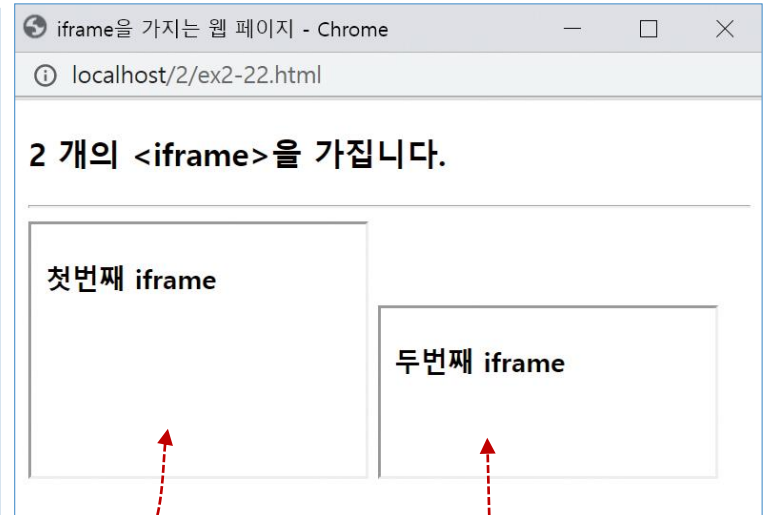 iframe을 가지는 웹 페이지 - Chrome
localhost/2/ex2-22.html
2 개의 <iframe>을 가집니다.
첫번째 iframe
두번째 iframe